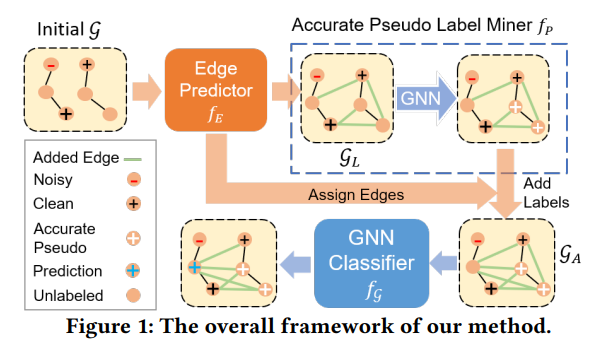 Initial 𝒢
Accurate Pseudo Label Miner f_P
Edge
Predictor
f_E
GNN
𝒢_L
Added Edge
Noisy
Clean
Accurate
Pseudo
Prediction
Unlabeled
Assign Edges
Add
Labels
GNN
Classifier
f_𝒢
𝒢_A
Figure 1: The overall framework of our method.